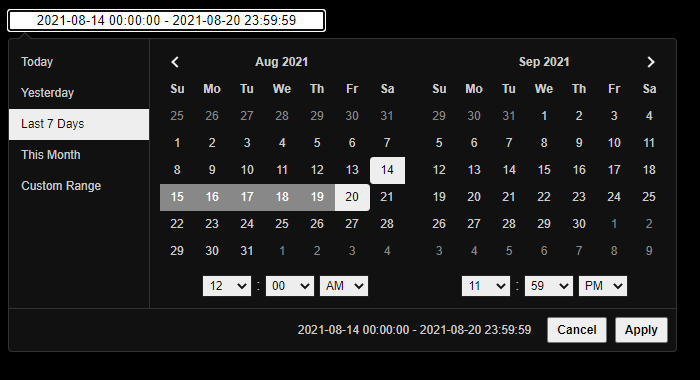 2021-08-14 00:00:00 - 2021-08-20 23:59:59
Today
Yesterday
Last 7 Days
This Month
Custom Range
Aug 2021
Su Mo Tu We Th Fr Sa
25 26 27 28 29 30 31
1 2 3 4 5 6 7
8 9 10 11 12 13 14
15 16 17 18 19 20 21
22 23 24 25 26 27 28
29 30 31 1 2 3 4
12 : 00 AM
Sep 2021
Su Mo Tu We Th Fr Sa
29 30 31 1 2 3 4
5 6 7 8 9 10 11
12 13 14 15 16 17 18
19 20 21 22 23 24 25
26 27 28 29 30 1 2
3 4 5 6 7 8 9
11 : 59 PM
2021-08-14 00:00:00 - 2021-08-20 23:59:59 Cancel Apply